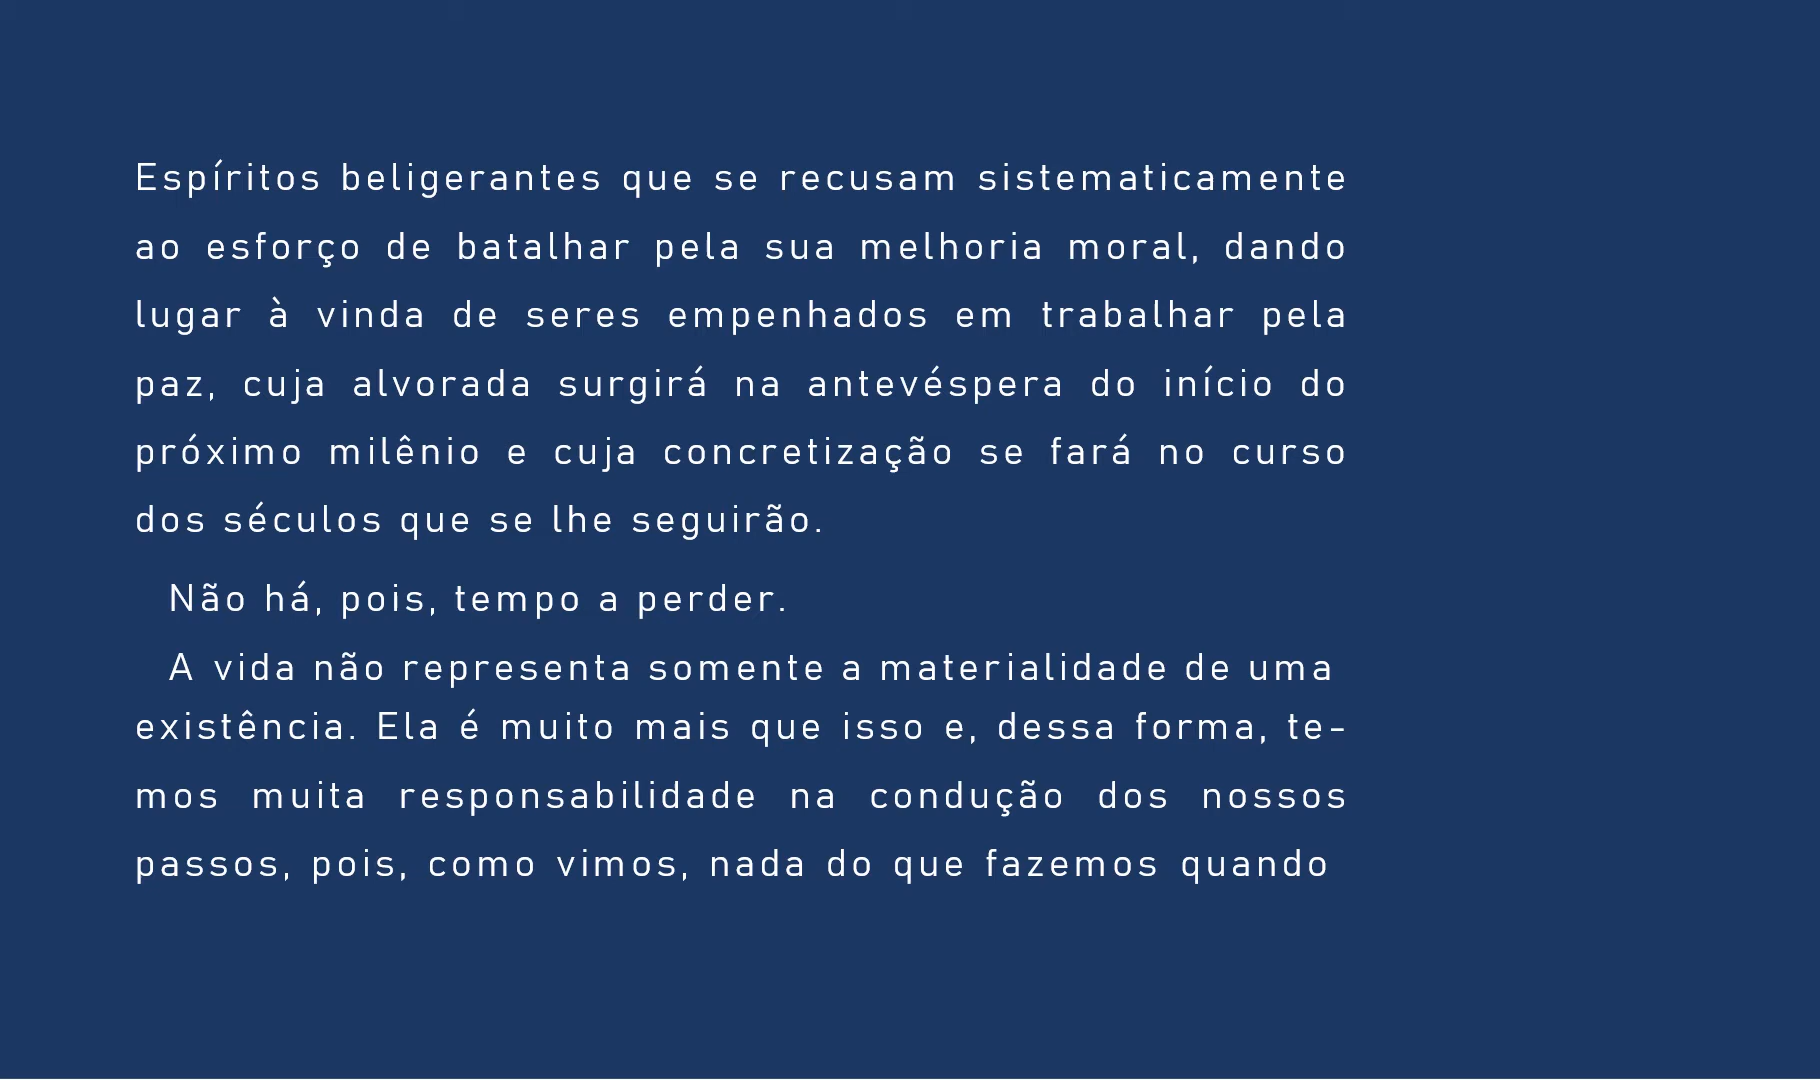 Espíritos beligerantes que se recusam sistematicamente
ao esforço de batalhar pela sua melhoria moral, dando
lugar à vinda de seres empenhados em trabalhar pela
paz, cuja alvorada surgirá na antevéspera do início do
próximo milênio e cuja concretização se fará no curso
dos séculos que se lhe seguirão.
Não há, pois, tempo a perder.
A vida não representa somente a materialidade de uma
existência. Ela é muito mais que isso e, dessa forma, te-
mos muita responsabilidade na condução dos nossos
passos, pois, como vimos, nada do que fazemos quando